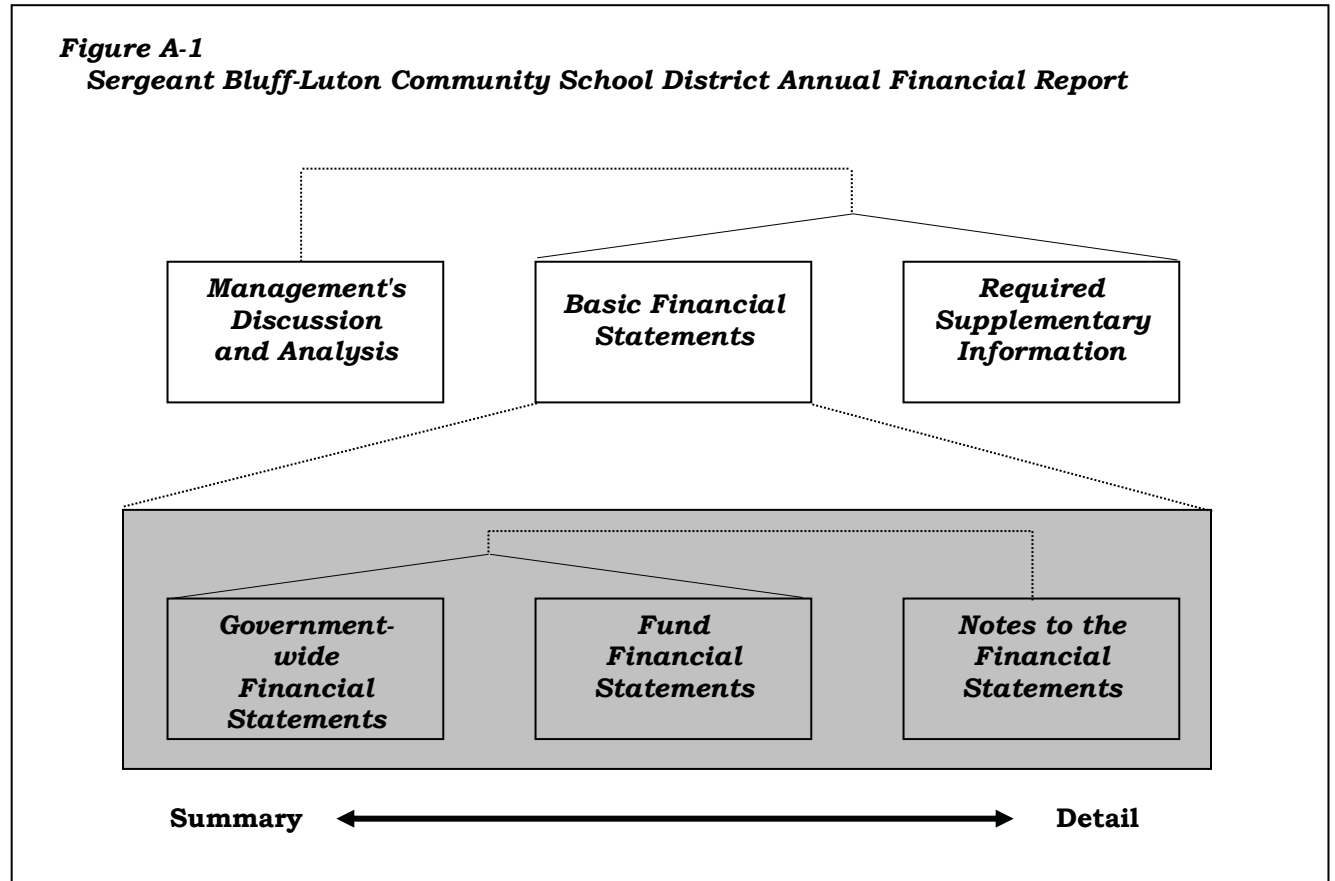 Figure A-1
Sergeant Bluff-Luton Community School District Annual Financial Report
Management's
Discussion
and Analysis
Basic Financial
Statements
Required
Supplementary
Information
Government-
wide
Financial
Statements
Fund
Financial
Statements
Notes to the
Financial
Statements
Summary
Detail